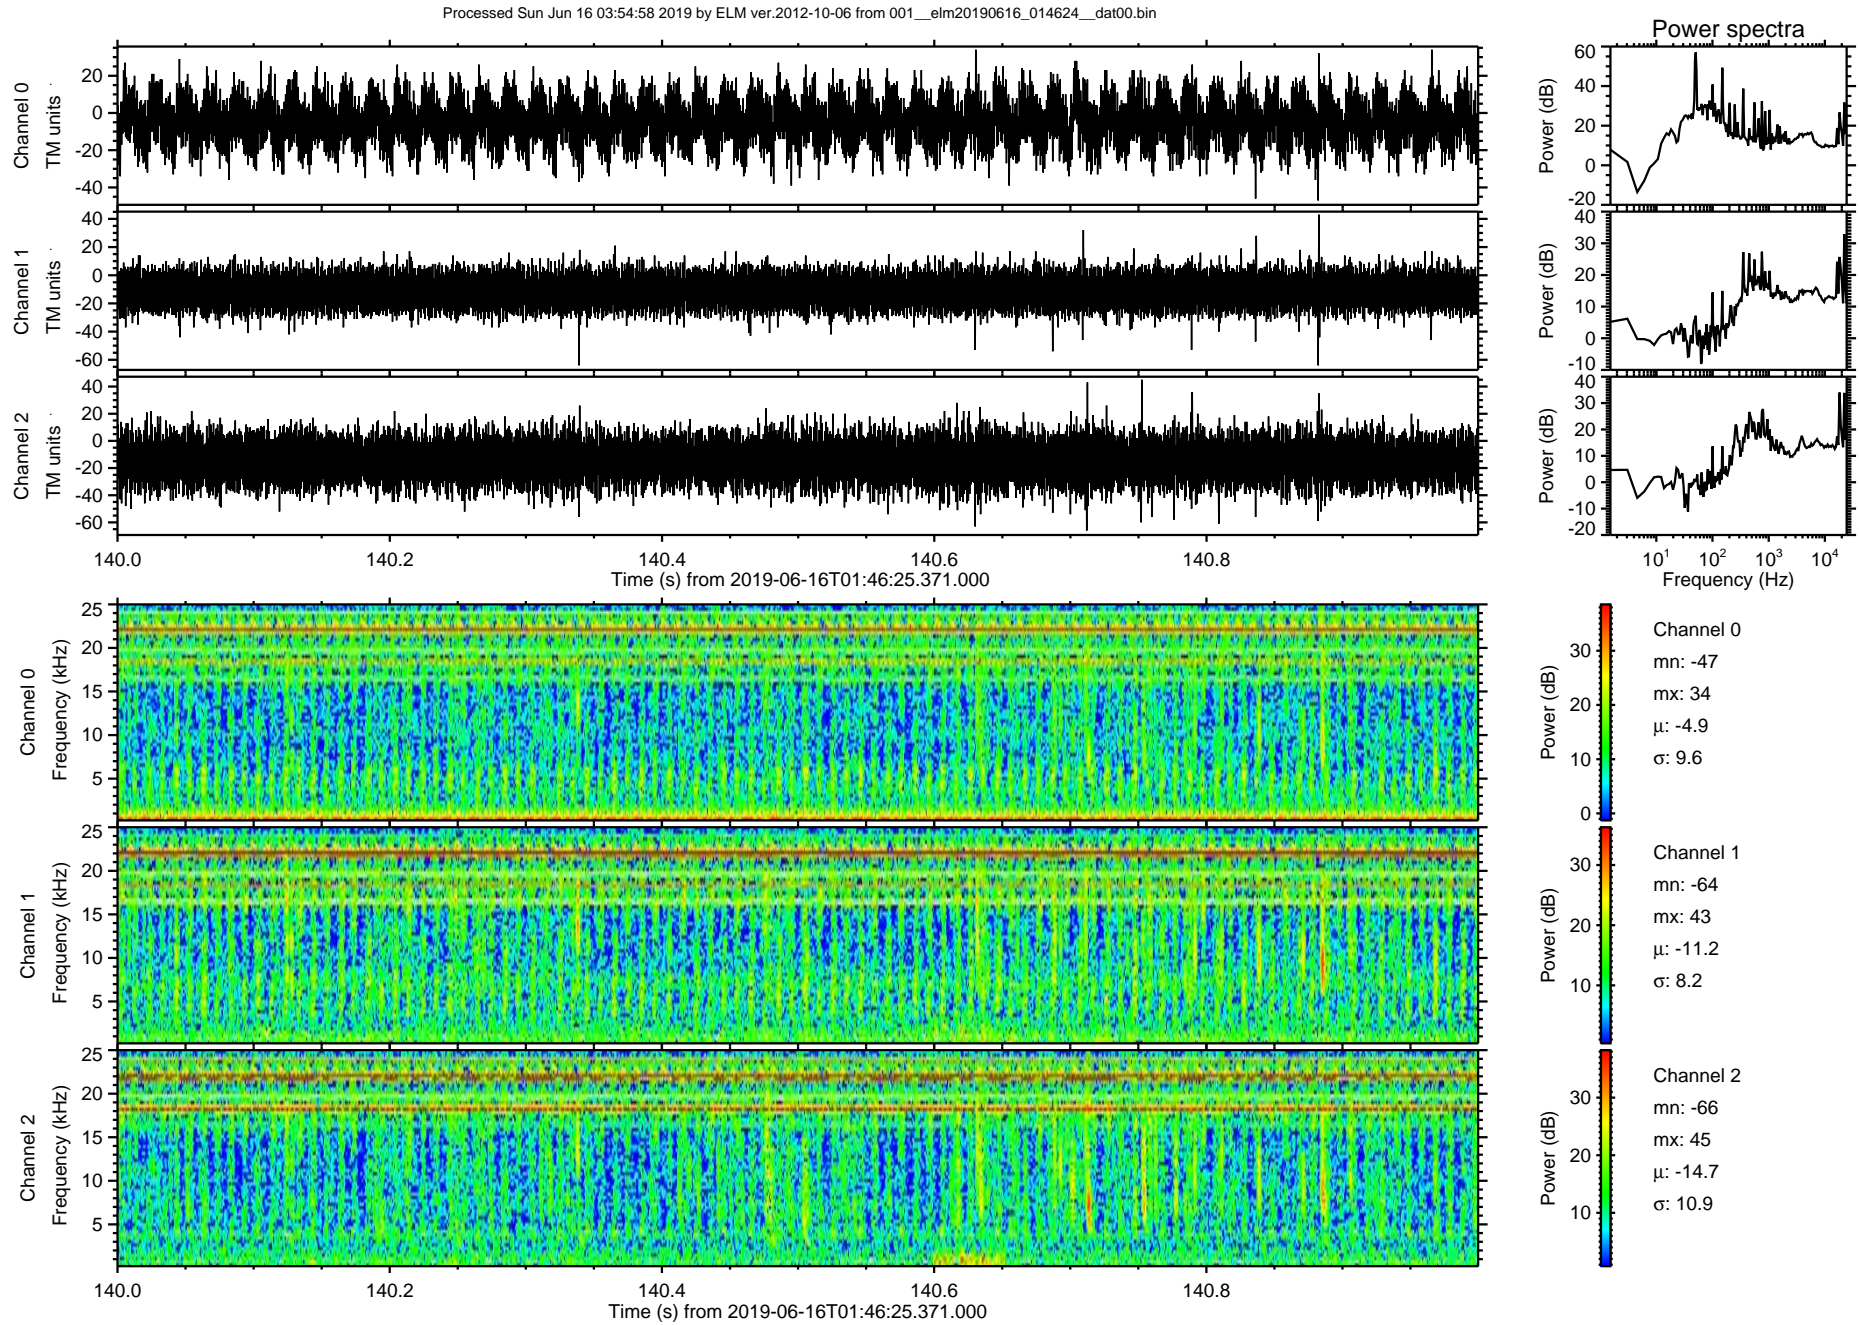 Processed Sun Jun 16 03:54:58 2019 by ELM ver.2012-10-06 from 001__elm20190616_014624__dat00.bin
Power spectra
Channel 0
TM units
20
0
-20
-40
Power (dB)
60
40
20
0
-20
Channel 1
TM units
40
20
0
-20
-40
-60
Power (dB)
40
30
20
10
0
-10
Channel 2
TM units
40
20
0
-20
-40
-60
Power (dB)
40
30
20
10
0
-10
-20
140.0 140.2 140.4 140.6 140.8
Time (s) from 2019-06-16T01:46:25.371.000
10¹ 10² 10³ 10⁴
Frequency (Hz)
Channel 0
Frequency (kHz)
25
20
15
10
5
Power (dB)
30
20
10
0
Channel 0
mn: -47
mx: 34
μ: -4.9
σ: 9.6
Channel 1
Frequency (kHz)
25
20
15
10
5
Power (dB)
30
20
10
Channel 1
mn: -64
mx: 43
μ: -11.2
σ: 8.2
Channel 2
Frequency (kHz)
25
20
15
10
5
Power (dB)
30
20
10
Channel 2
mn: -66
mx: 45
μ: -14.7
σ: 10.9
140.0 140.2 140.4 140.6 140.8
Time (s) from 2019-06-16T01:46:25.371.000